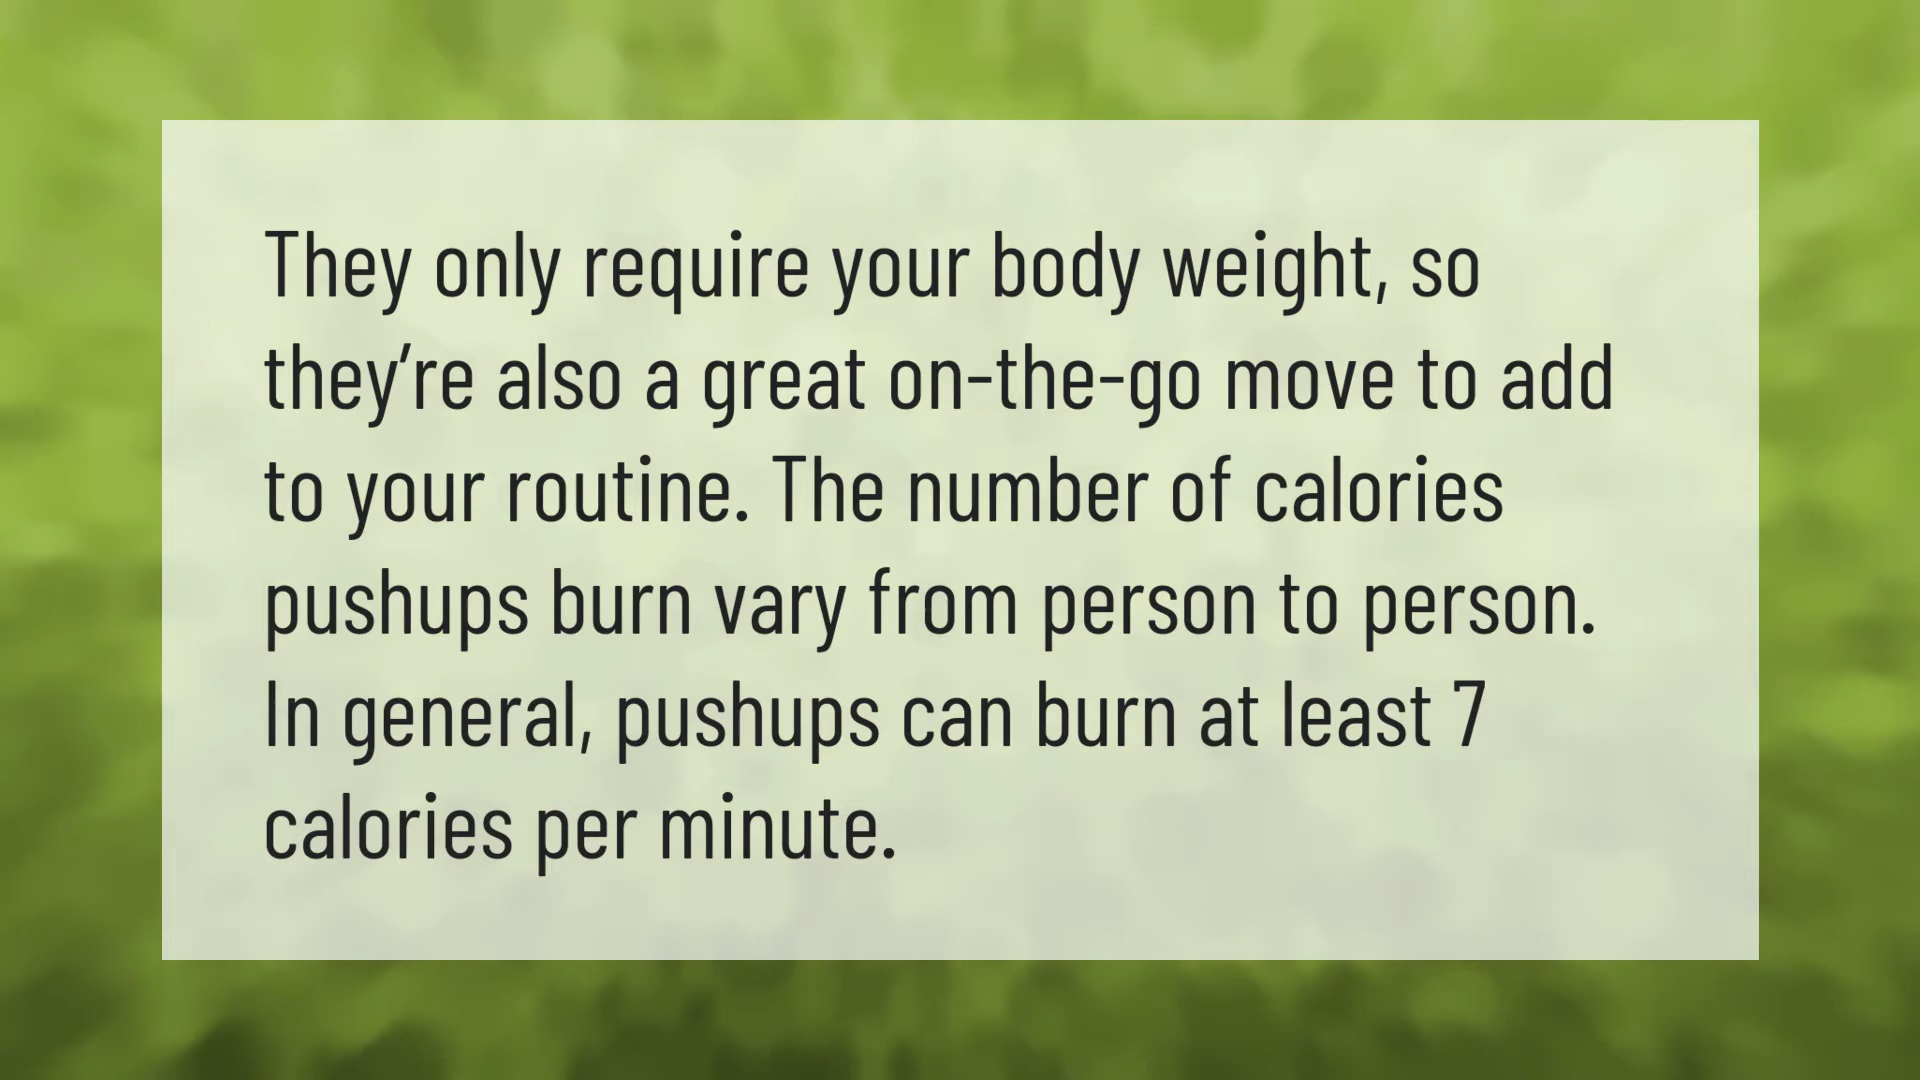 They only require your body weight, so
they’re also a great on-the-go move to add
to your routine. The number of calories
pushups burn vary from person to person.
In general, pushups can burn at least 7
calories per minute.